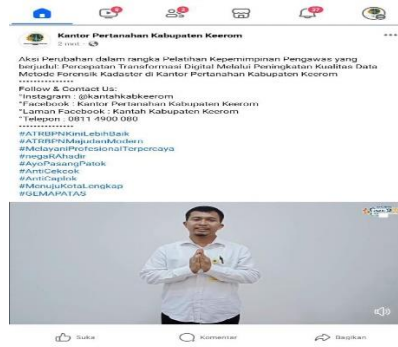 Kantor Pertanahan Kabupaten Keerom
2 mnt
Aksi Perubahan dalam rangka Pelatihan Kepemimpinan Pengawas yang
berjudul: Percepatan Transformasi Digital Melalui Peningkatan Kualitas Data
Metode Forensik Kadaster di Kantor Pertanahan Kabupaten Keerom
---------------
Follow & Contact Us:
*Instagram : @kantahkabkeerom
*Facebook : Kantor Pertanahan Kabupaten Keerom
*Laman Facebook : Kantah Kabupaten Keerom
*Telepon : 0811 4900 080
---------------
#ATRBPNKiniLebihBaik
#ATRBPNMajudanModern
#MelayaniProfesionalTerpercaya
#negaRAhadir
#AyoPasangPatok
#AntiCekcok
#AntiCaplok
#MenujuKotaLengkap
#GEMAPATAS
Suka
Komentar
Bagikan